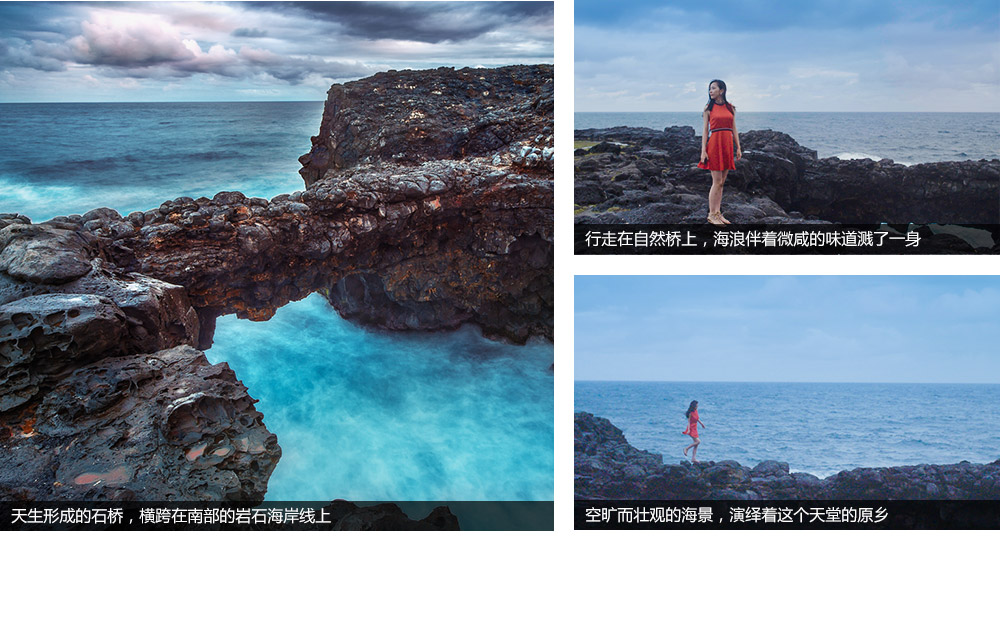 行走在自然桥上，海浪伴着微咸的味道溅了一身
天生形成的石桥，横跨在南部的岩石海岸线上
空旷而壮观的海景，演绎着这个天堂的原乡